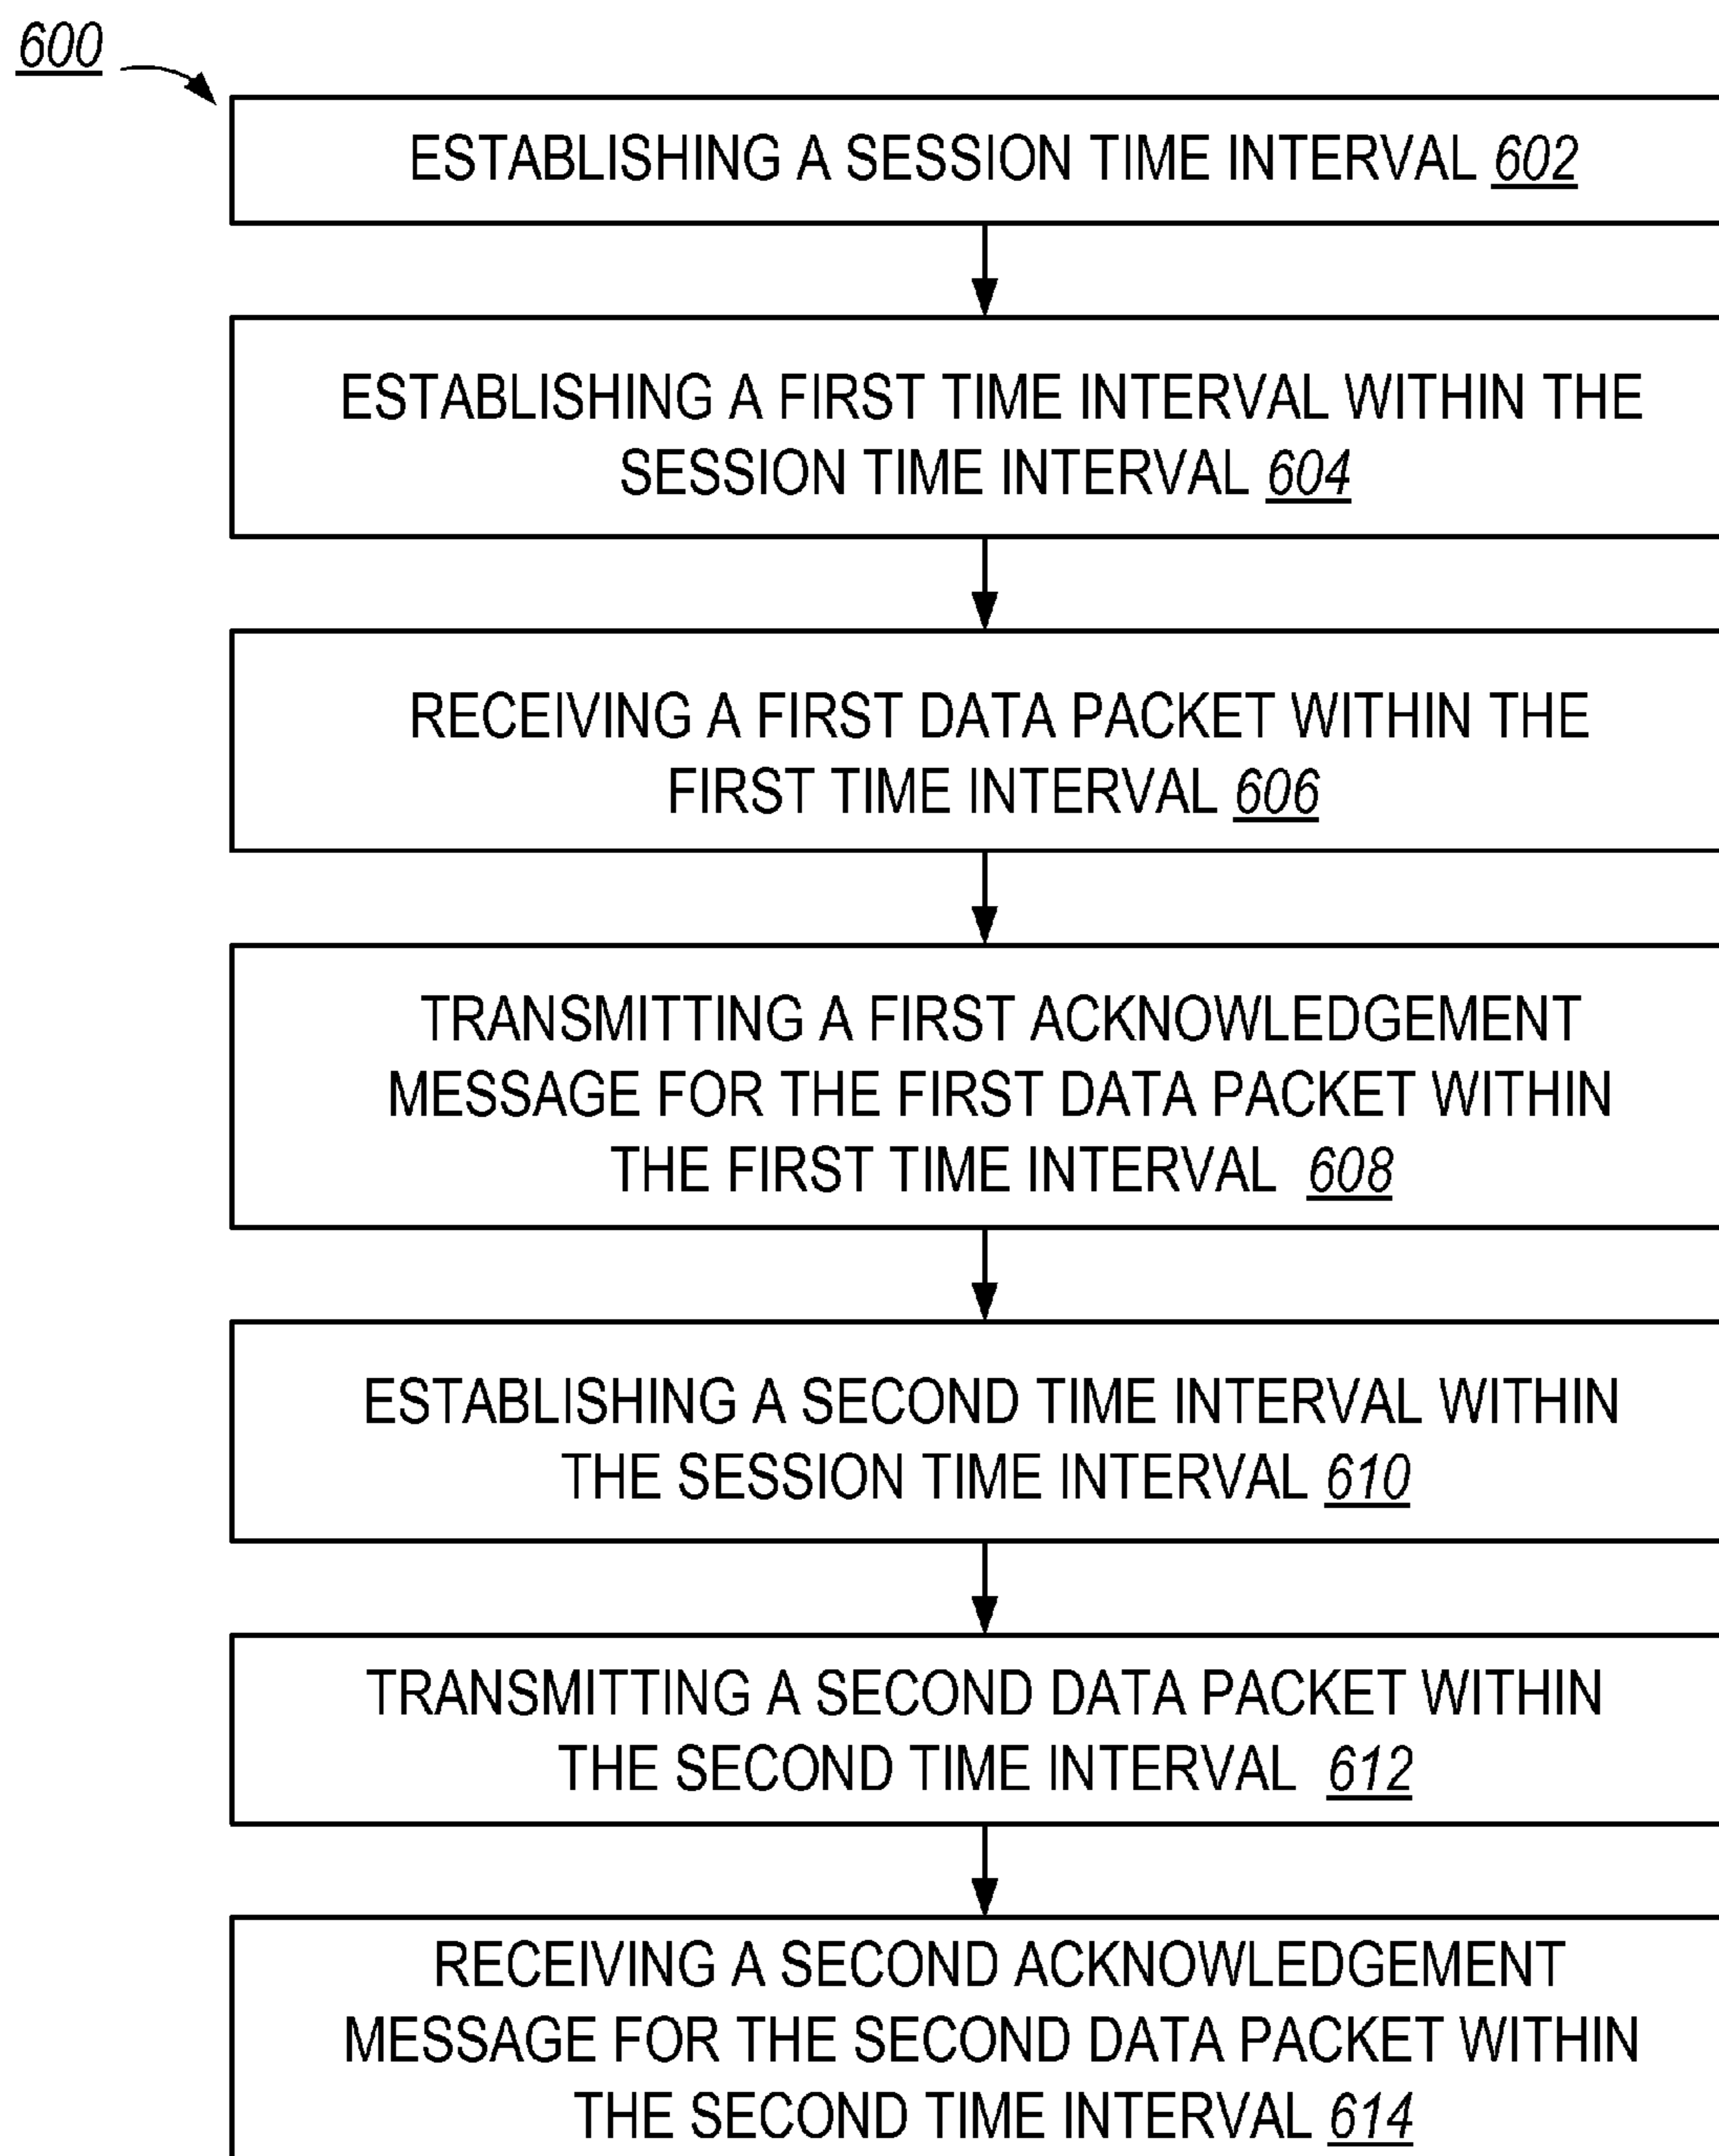 600
ESTABLISHING A SESSION TIME INTERVAL 602
ESTABLISHING A FIRST TIME INTERVAL WITHIN THE
SESSION TIME INTERVAL 604
RECEIVING A FIRST DATA PACKET WITHIN THE
FIRST TIME INTERVAL 606
TRANSMITTING A FIRST ACKNOWLEDGEMENT
MESSAGE FOR THE FIRST DATA PACKET WITHIN
THE FIRST TIME INTERVAL 608
ESTABLISHING A SECOND TIME INTERVAL WITHIN
THE SESSION TIME INTERVAL 610
TRANSMITTING A SECOND DATA PACKET WITHIN
THE SECOND TIME INTERVAL 612
RECEIVING A SECOND ACKNOWLEDGEMENT
MESSAGE FOR THE SECOND DATA PACKET WITHIN
THE SECOND TIME INTERVAL 614